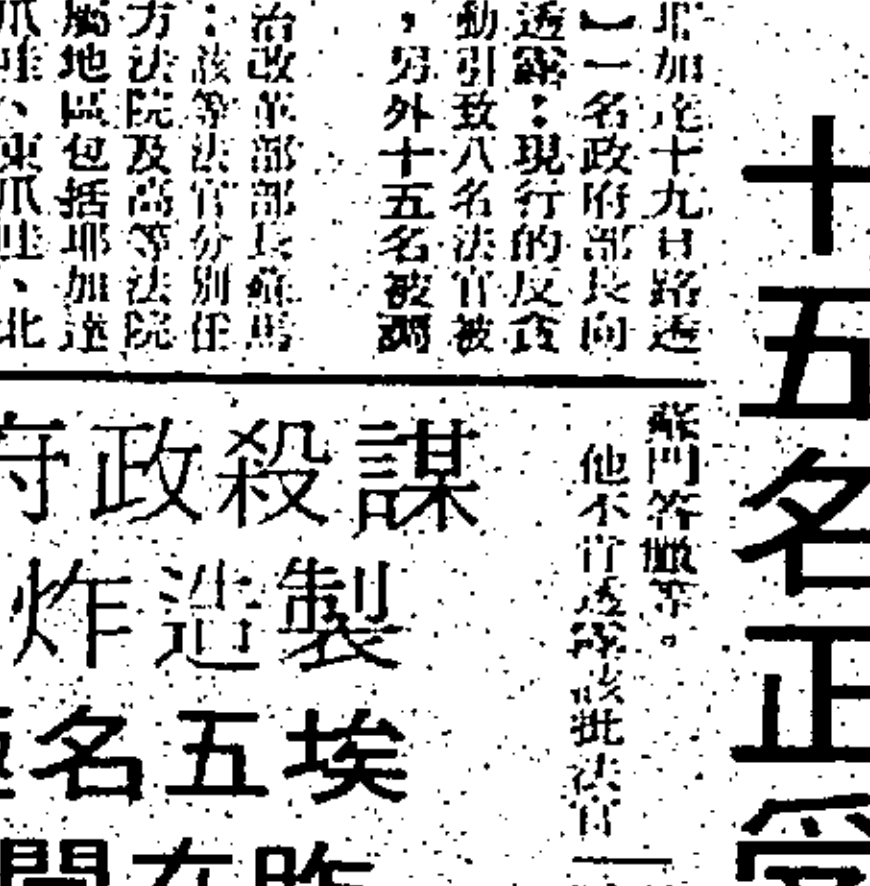 十五名正受
耶加達十九日路透
】一名政府部長向
透露：現行的反貪
動引致八名法官被
，另外十五名被調
治改革部部長蘇馬
：該等法官分別任
方法院及高等法院
屬地區包括耶加達
爪哇、東爪哇、北
蘇門答臘等。
他不肯透露該批法官
謀殺政府
製造炸
埃五名
昨在開